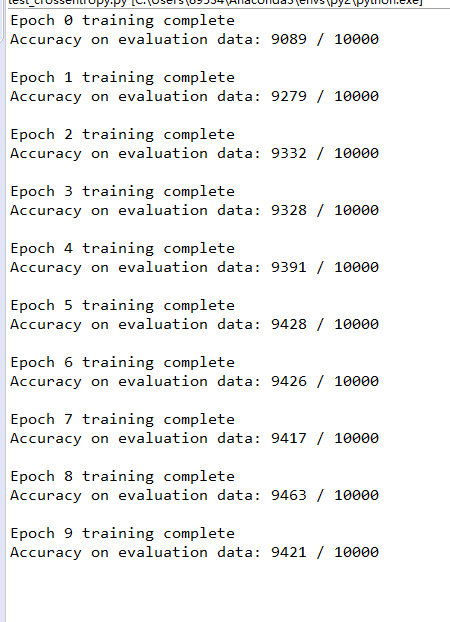 test_crossentropy.py [C:\Users\89534\Anaconda3\envs\py2\python.exe]
Epoch 0 training complete
Accuracy on evaluation data: 9089 / 10000
Epoch 1 training complete
Accuracy on evaluation data: 9279 / 10000
Epoch 2 training complete
Accuracy on evaluation data: 9332 / 10000
Epoch 3 training complete
Accuracy on evaluation data: 9328 / 10000
Epoch 4 training complete
Accuracy on evaluation data: 9391 / 10000
Epoch 5 training complete
Accuracy on evaluation data: 9428 / 10000
Epoch 6 training complete
Accuracy on evaluation data: 9426 / 10000
Epoch 7 training complete
Accuracy on evaluation data: 9417 / 10000
Epoch 8 training complete
Accuracy on evaluation data: 9463 / 10000
Epoch 9 training complete
Accuracy on evaluation data: 9421 / 10000